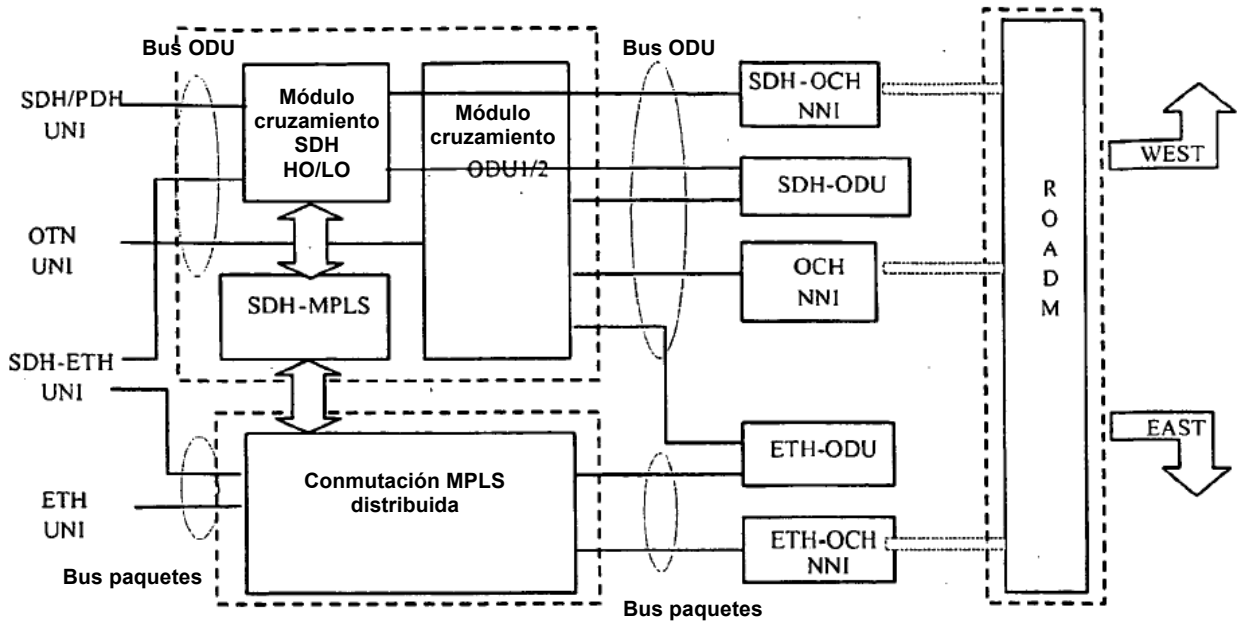 Bus ODU
Bus ODU
SDH/PDH
UNI
Módulo
cruzamiento
SDH
HO/LO
Módulo
cruzamiento
ODU1/2
SDH-OCH
NNI
WEST
SDH-ODU
R
O
A
D
M
OTN
UNI
SDH-MPLS
OCH
NNI
SDH-ETH
UNI
EAST
ETH-ODU
Conmutación MPLS
distribuida
ETH
UNI
ETH-OCH
NNI
Bus paquetes
Bus paquetes